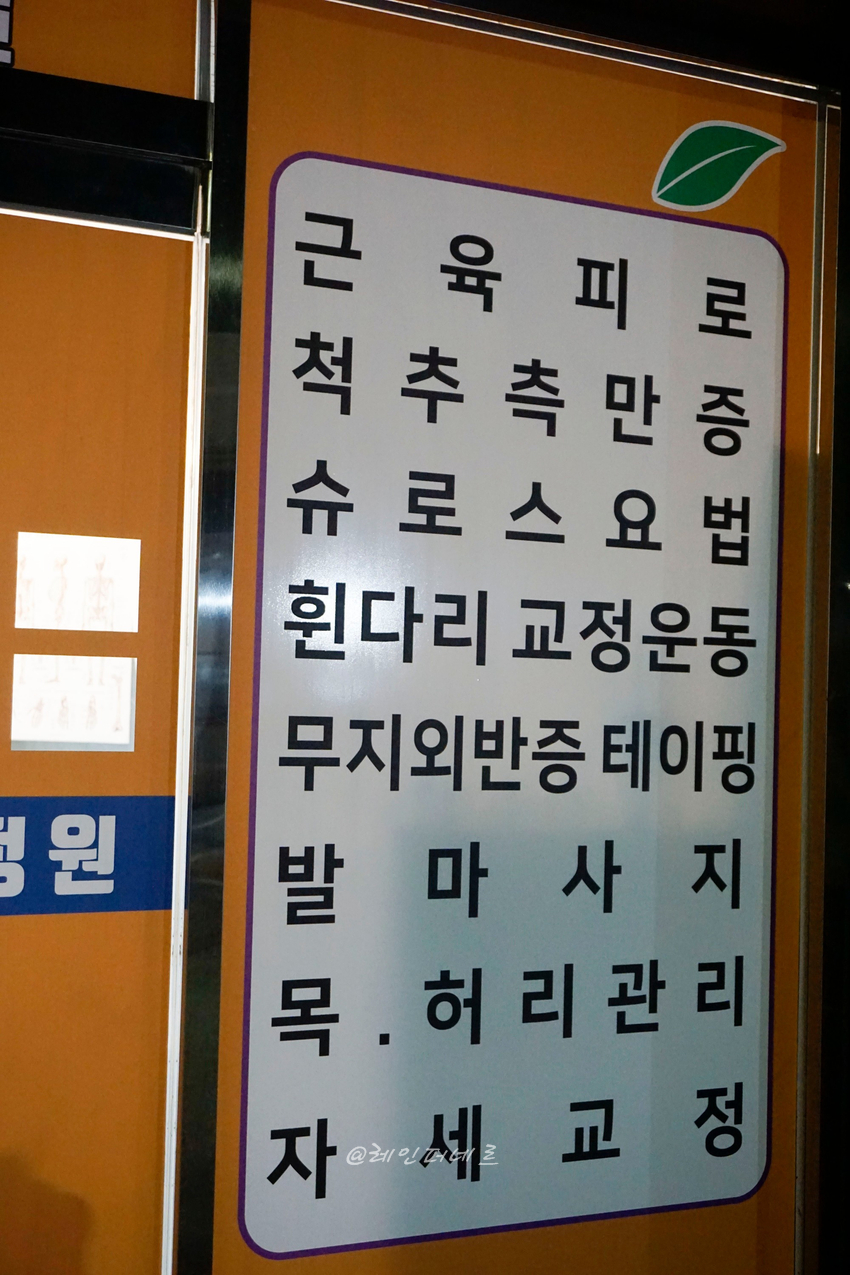 근육피로
척추측만증
슈로스요법
휜다리 교정운동
무지외반증 테이핑
발마사지
목.허리관리
자세교정
@레인퍼네르
정원